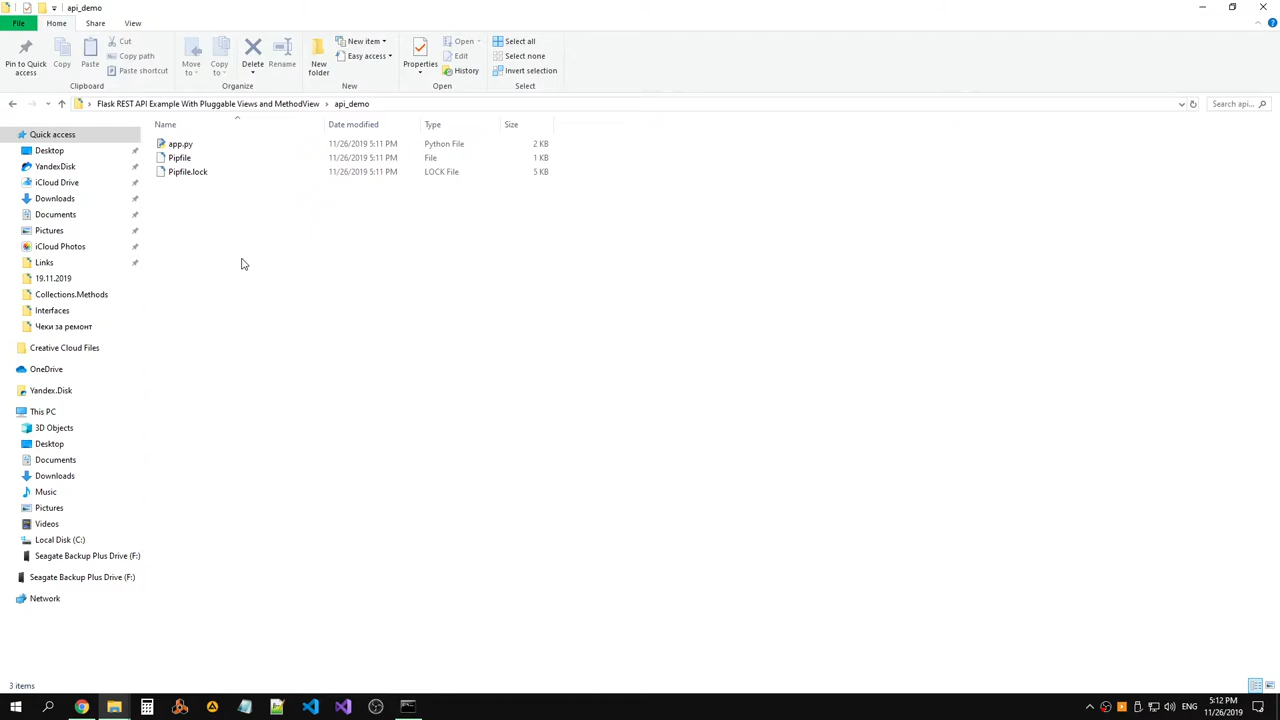 api_demo
File Home Share View
Pin to Quick access
Copy
Paste
Cut
Copy path
Paste shortcut
Clipboard
Move to
Copy to
Delete
Rename
Organize
New folder
New item
Easy access
New
Properties
Open
Edit
History
Open
Select all
Select none
Invert selection
Select
Flask REST API Example With Pluggable Views and MethodView › api_demo
Search api...
Name Date modified Type Size
app.py 11/26/2019 5:11 PM Python File 2 KB
Pipfile 11/26/2019 5:11 PM File 1 KB
Pipfile.lock 11/26/2019 5:11 PM LOCK File 5 KB
Quick access
Desktop
YandexDisk
iCloud Drive
Downloads
Documents
Pictures
iCloud Photos
Links
19.11.2019
Collections.Methods
Interfaces
Чеки за ремонт
Creative Cloud Files
OneDrive
Yandex.Disk
This PC
3D Objects
Desktop
Documents
Downloads
Music
Pictures
Videos
Local Disk (C:)
Seagate Backup Plus Drive (F:)
Seagate Backup Plus Drive (F:)
Network
3 items
ENG
5:12 PM
11/26/2019